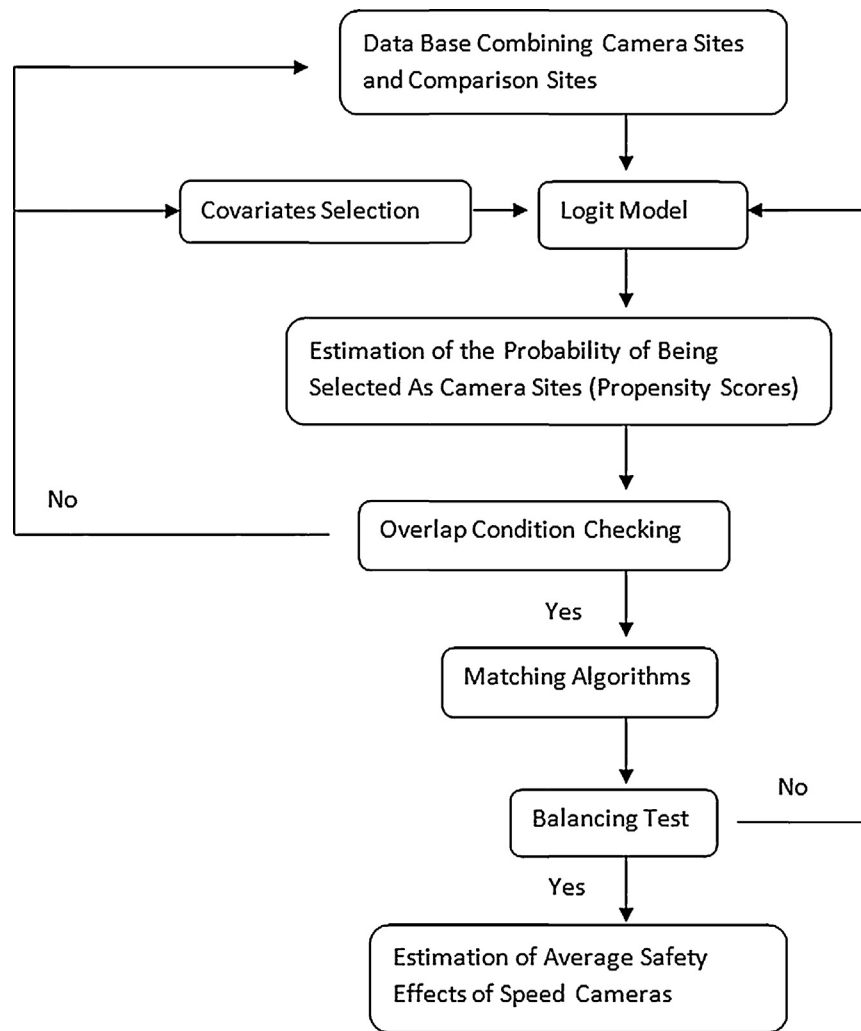 Data Base Combining Camera Sites
and Comparison Sites
Covariates Selection
Logit Model
Estimation of the Probability of Being
Selected As Camera Sites (Propensity Scores)
No
Overlap Condition Checking
Yes
Matching Algorithms
No
Balancing Test
Yes
Estimation of Average Safety
Effects of Speed Cameras